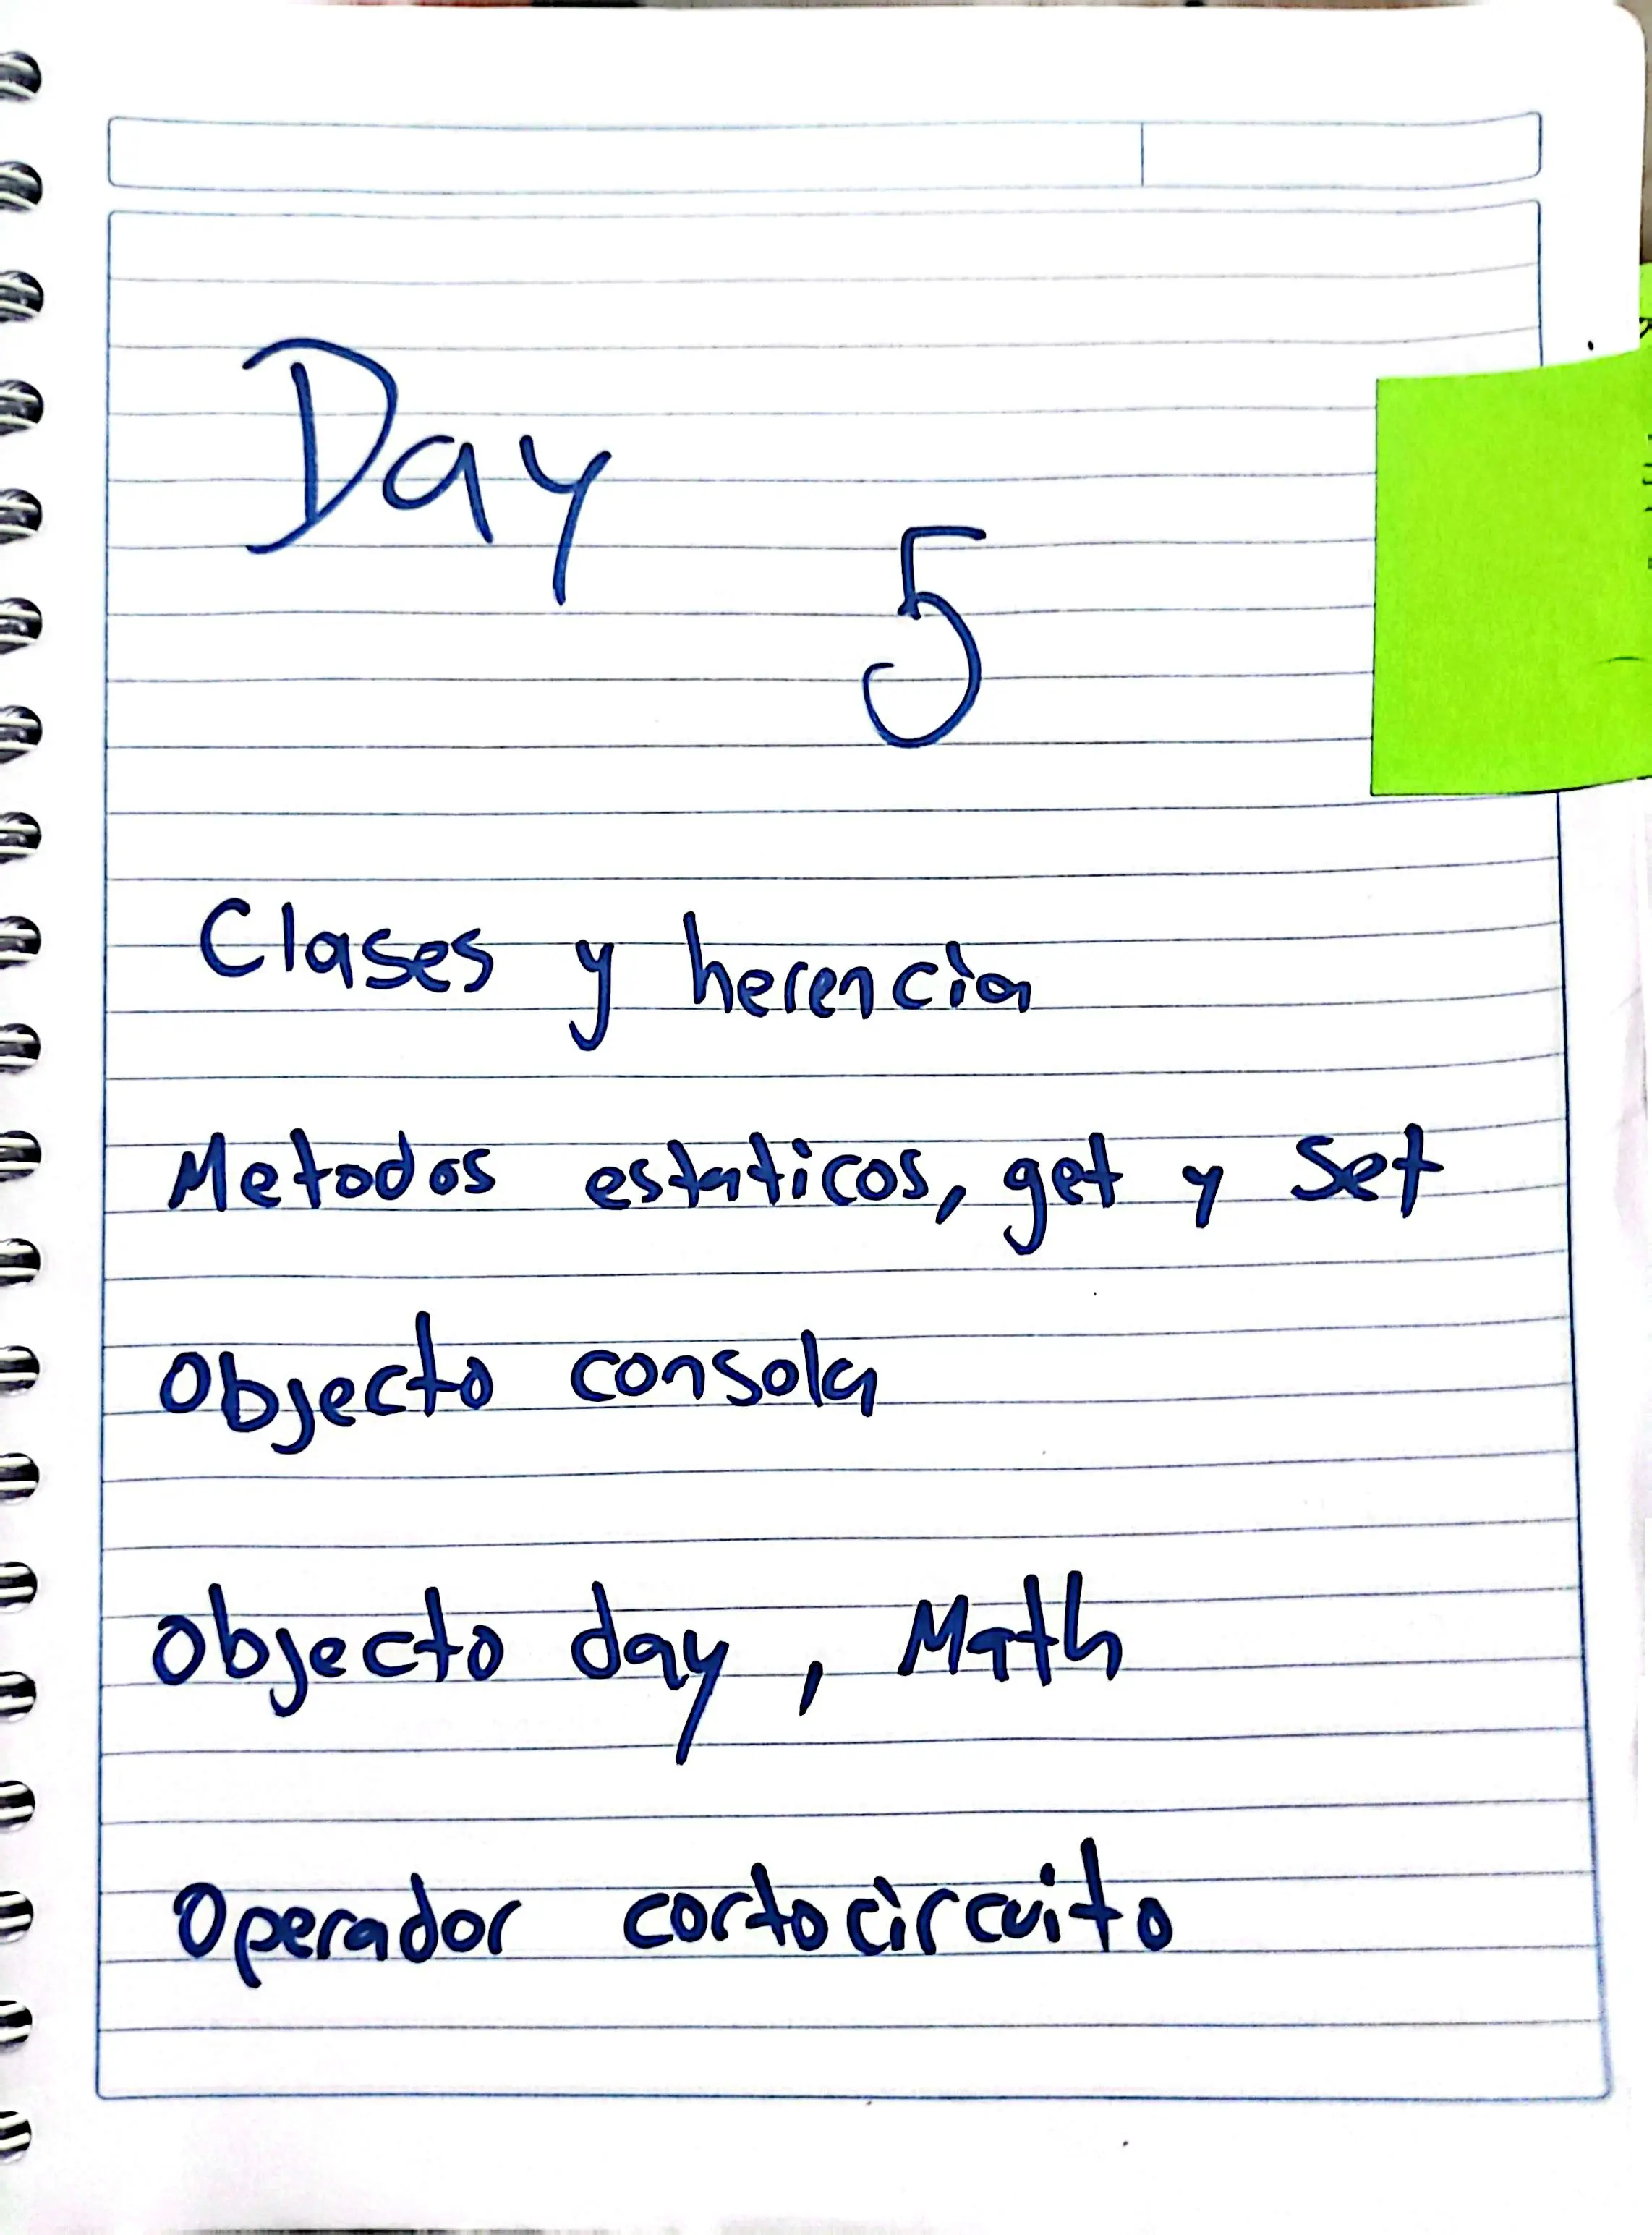 Day
5
Clases y herencia
Metodos estaticos, get y set
Objecto consola
Objecto day, Math
Operador cortocircuito